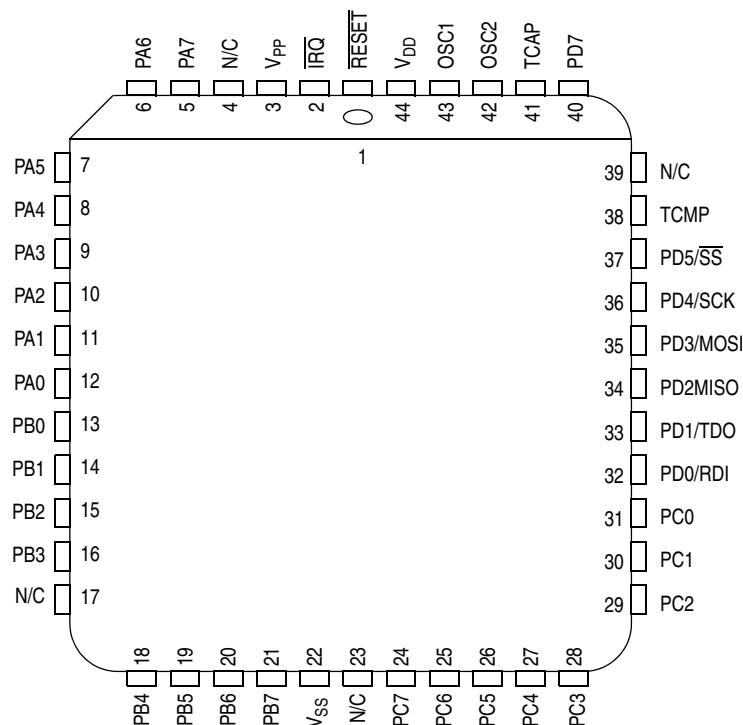 PA6 PA7 N/C VPP I̅R̅Q̅ R̅E̅S̅E̅T̅ VDD OSC1 OSC2 TCAP PD7
6 5 4 3 2 44 43 42 41 40
1
PA5 7
PA4 8
PA3 9
PA2 10
PA1 11
PA0 12
PB0 13
PB1 14
PB2 15
PB3 16
N/C 17
39 N/C
38 TCMP
37 PD5/S̅S̅
36 PD4/SCK
35 PD3/MOSI
34 PD2MISO
33 PD1/TDO
32 PD0/RDI
31 PC0
30 PC1
29 PC2
18 19 20 21 22 23 24 25 26 27 28
PB4 PB5 PB6 PB7 VSS N/C PC7 PC6 PC5 PC4 PC3